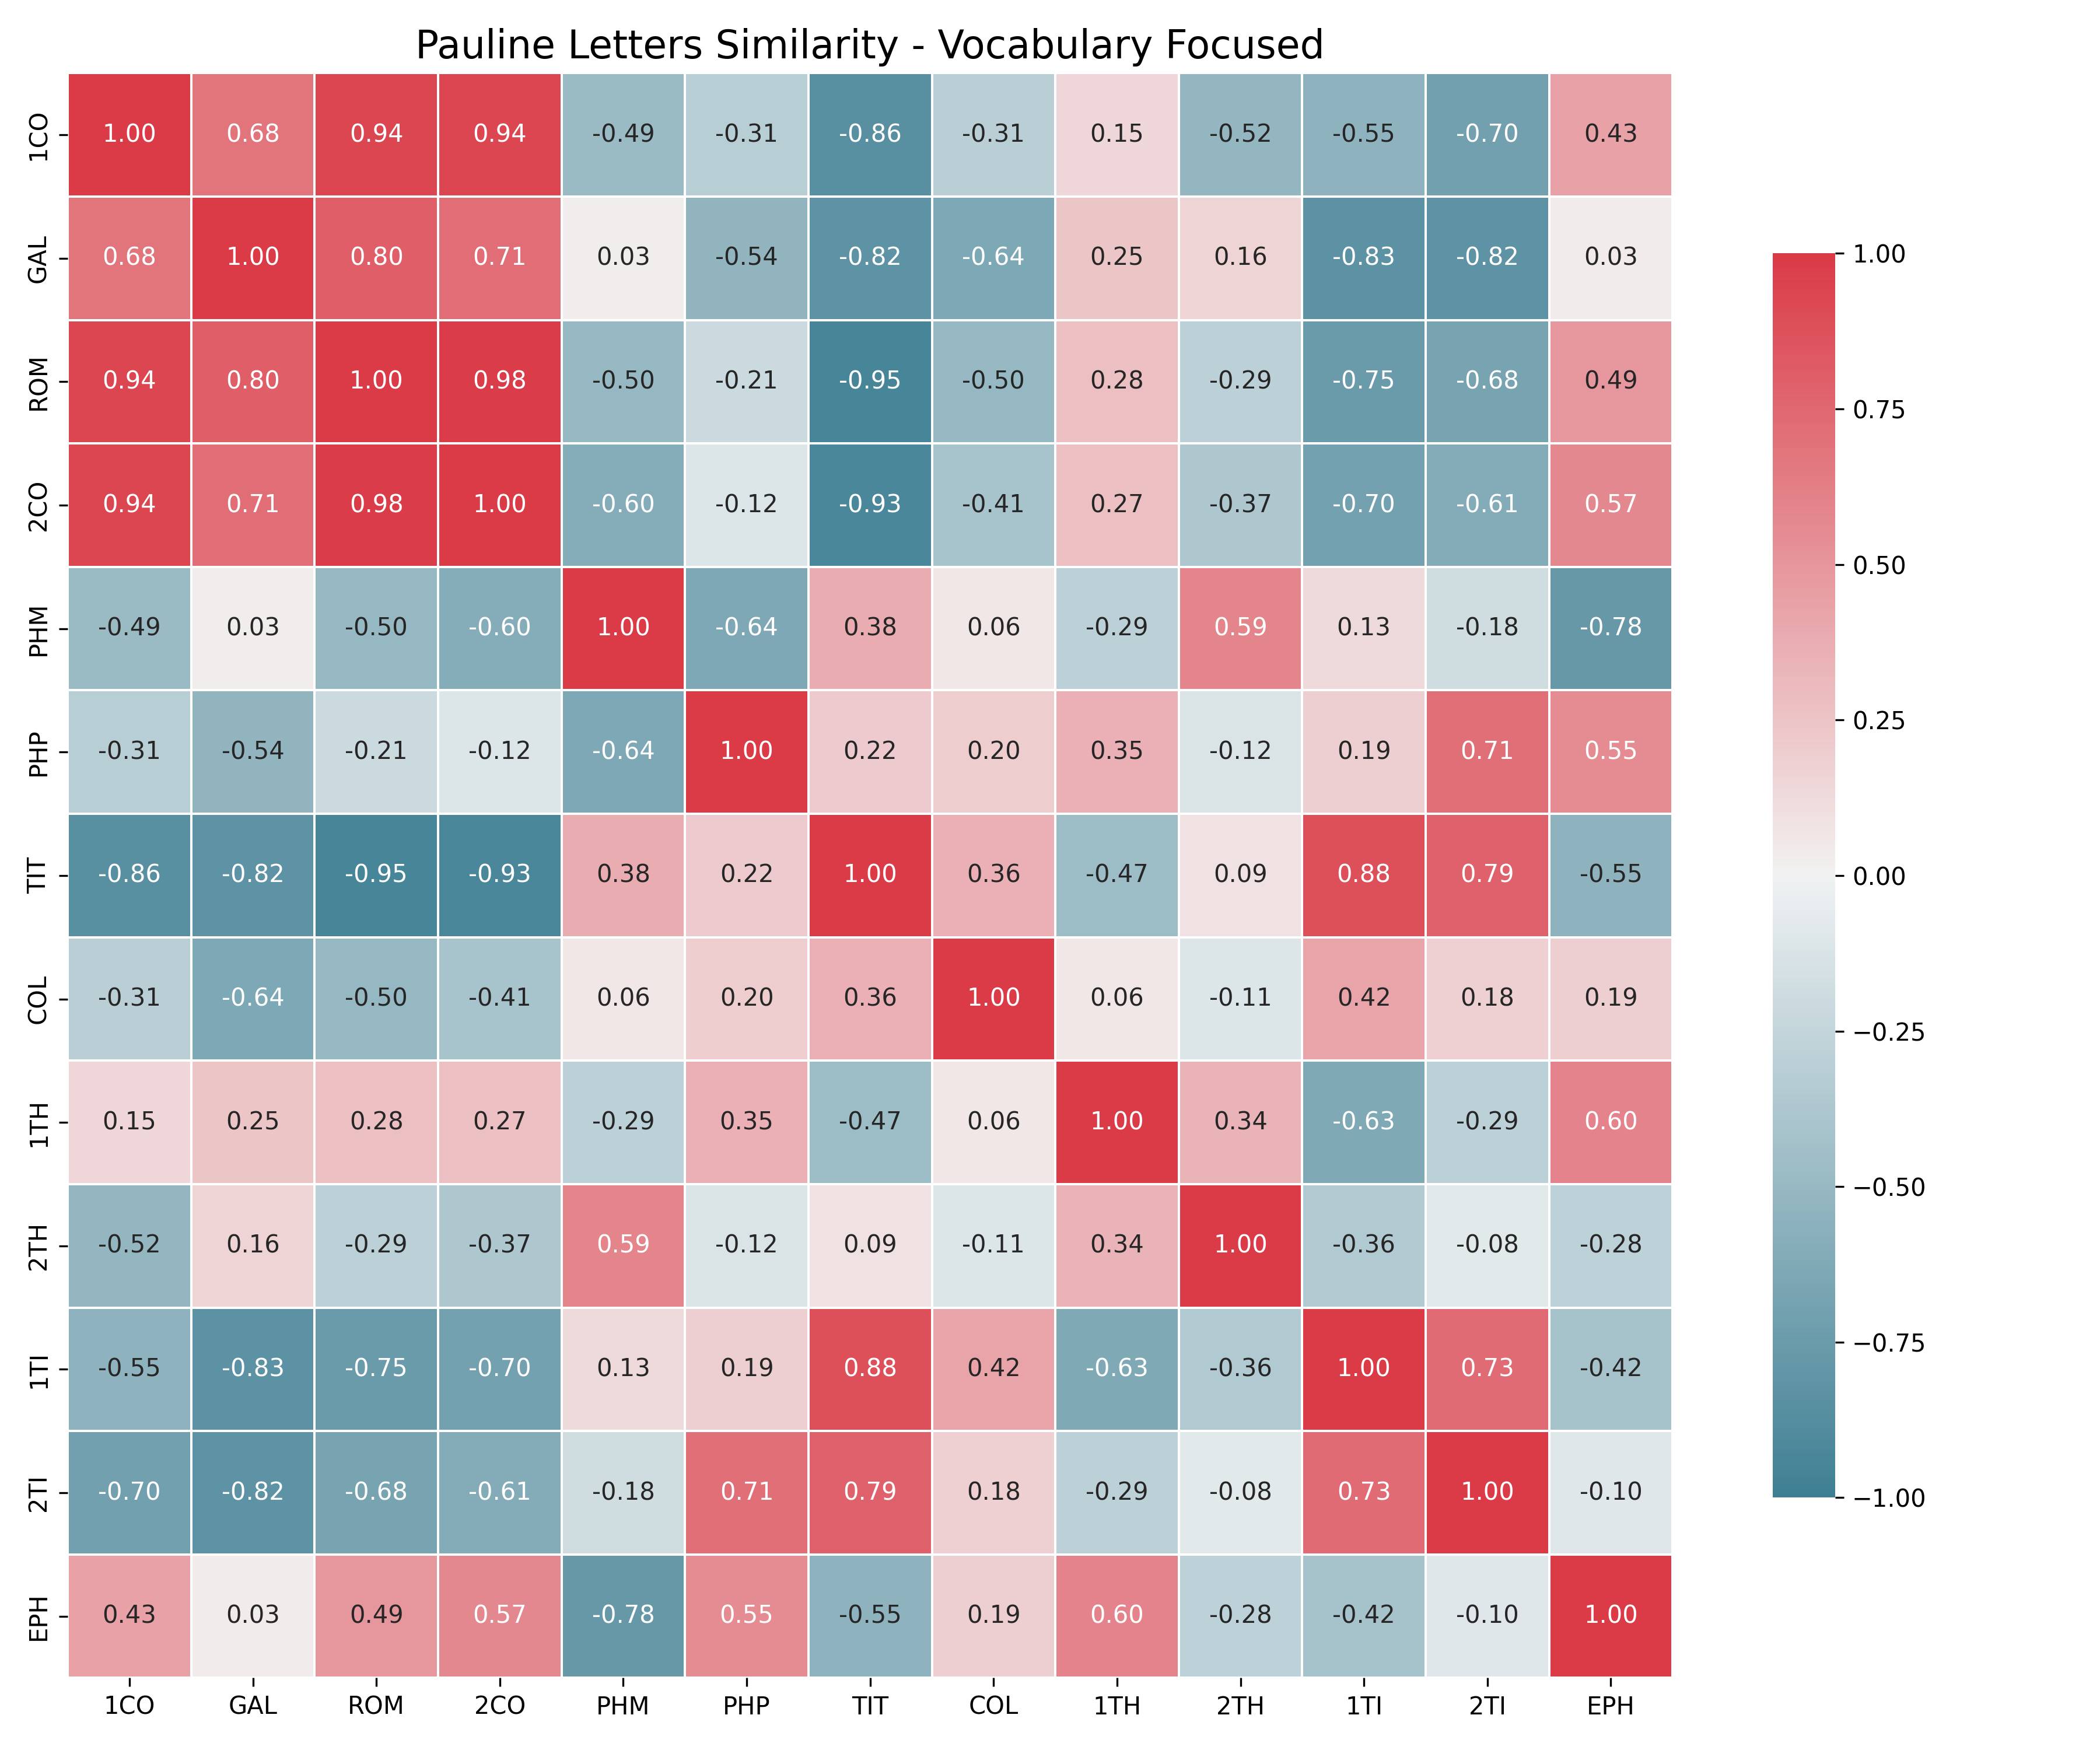 Pauline Letters Similarity - Vocabulary Focused
1CO 1.00 0.68 0.94 0.94 -0.49 -0.31 -0.86 -0.31 0.15 -0.52 -0.55 -0.70 0.43
GAL 0.68 1.00 0.80 0.71 0.03 -0.54 -0.82 -0.64 0.25 0.16 -0.83 -0.82 0.03
ROM 0.94 0.80 1.00 0.98 -0.50 -0.21 -0.95 -0.50 0.28 -0.29 -0.75 -0.68 0.49
2CO 0.94 0.71 0.98 1.00 -0.60 -0.12 -0.93 -0.41 0.27 -0.37 -0.70 -0.61 0.57
PHM -0.49 0.03 -0.50 -0.60 1.00 -0.64 0.38 0.06 -0.29 0.59 0.13 -0.18 -0.78
PHP -0.31 -0.54 -0.21 -0.12 -0.64 1.00 0.22 0.20 0.35 -0.12 0.19 0.71 0.55
TIT -0.86 -0.82 -0.95 -0.93 0.38 0.22 1.00 0.36 -0.47 0.09 0.88 0.79 -0.55
COL -0.31 -0.64 -0.50 -0.41 0.06 0.20 0.36 1.00 0.06 -0.11 0.42 0.18 0.19
1TH 0.15 0.25 0.28 0.27 -0.29 0.35 -0.47 0.06 1.00 0.34 -0.63 -0.29 0.60
2TH -0.52 0.16 -0.29 -0.37 0.59 -0.12 0.09 -0.11 0.34 1.00 -0.36 -0.08 -0.28
1TI -0.55 -0.83 -0.75 -0.70 0.13 0.19 0.88 0.42 -0.63 -0.36 1.00 0.73 -0.42
2TI -0.70 -0.82 -0.68 -0.61 -0.18 0.71 0.79 0.18 -0.29 -0.08 0.73 1.00 -0.10
EPH 0.43 0.03 0.49 0.57 -0.78 0.55 -0.55 0.19 0.60 -0.28 -0.42 -0.10 1.00
1CO GAL ROM 2CO PHM PHP TIT COL 1TH 2TH 1TI 2TI EPH
1.00
0.75
0.50
0.25
0.00
−0.25
−0.50
−0.75
−1.00